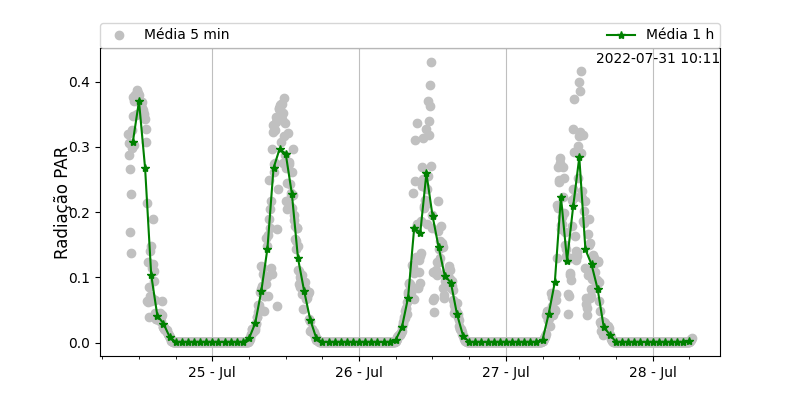 Média 5 min
Média 1 h
2022-07-31 10:11
Radiação PAR
0.4
0.3
0.2
0.1
0.0
25 - Jul
26 - Jul
27 - Jul
28 - Jul